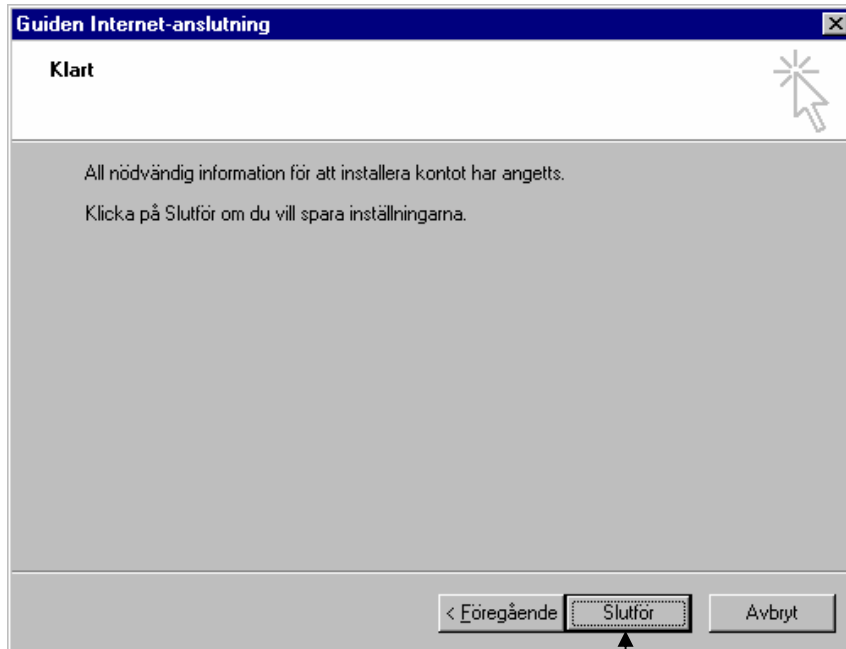 Guiden Internet-anslutning
Klart
All nödvändig information för att installera kontot har angetts.
Klicka på Slutför om du vill spara inställningarna.
< Föregående Slutför Avbryt